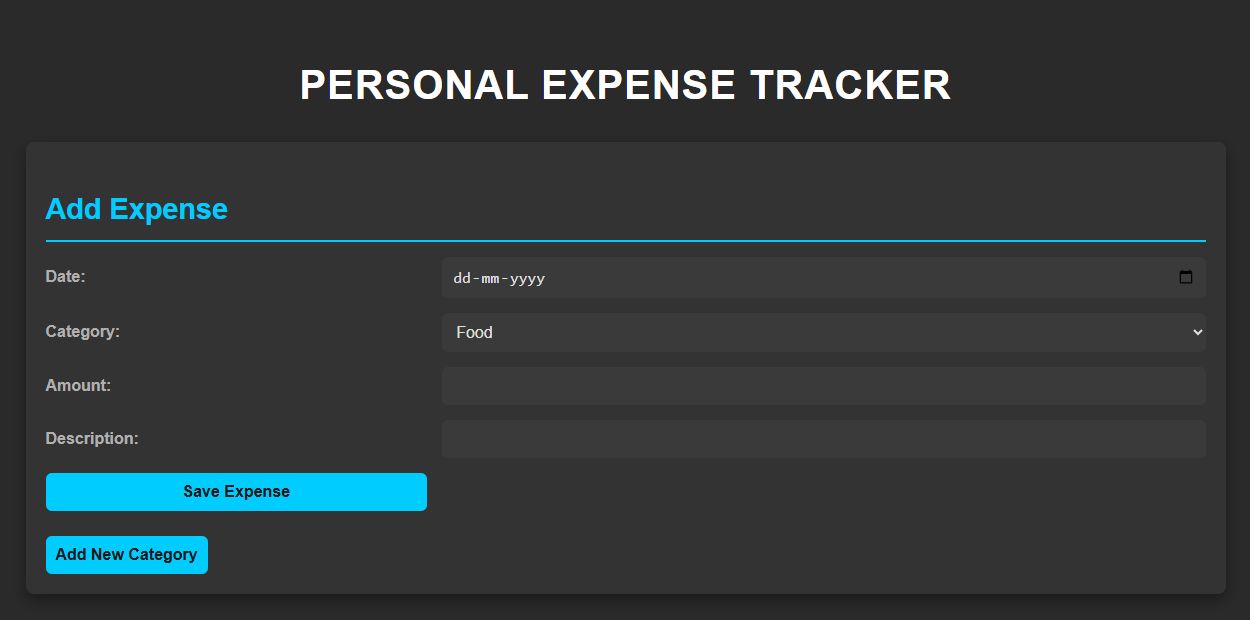 PERSONAL EXPENSE TRACKER
Add Expense
Date:
dd-mm-yyyy
Category:
Food
Amount:
Description:
Save Expense
Add New Category